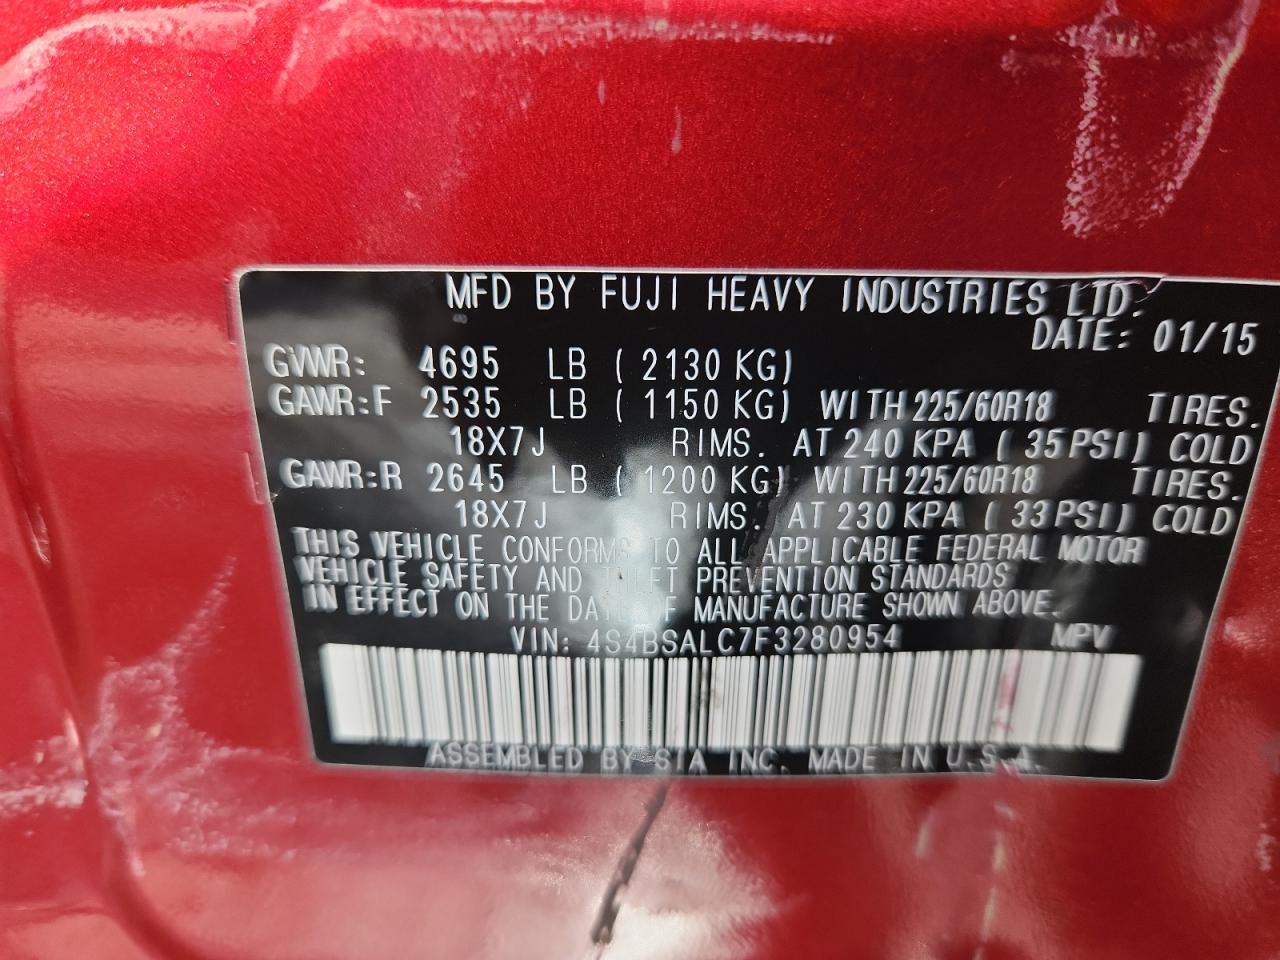 MFD BY FUJI HEAVY INDUSTRIES LTD.
DATE: 01/15
GVWR: 4695 LB ( 2130 KG)
GAWR:F 2535 LB ( 1150 KG) WITH 225/60R18 TIRES.
18X7J RIMS. AT 240 KPA ( 35 PSI) COLD
GAWR:R 2645 LB ( 1200 KG) WITH 225/60R18 TIRES.
18X7J RIMS. AT 230 KPA ( 33 PSI) COLD
THIS VEHICLE CONFORMS TO ALL APPLICABLE FEDERAL MOTOR
VEHICLE SAFETY AND THEFT PREVENTION STANDARDS
IN EFFECT ON THE DATE OF MANUFACTURE SHOWN ABOVE.
VIN: 4S4BSALC7F3280954 MPV
ASSEMBLED BY SIA INC. MADE IN U.S.A.